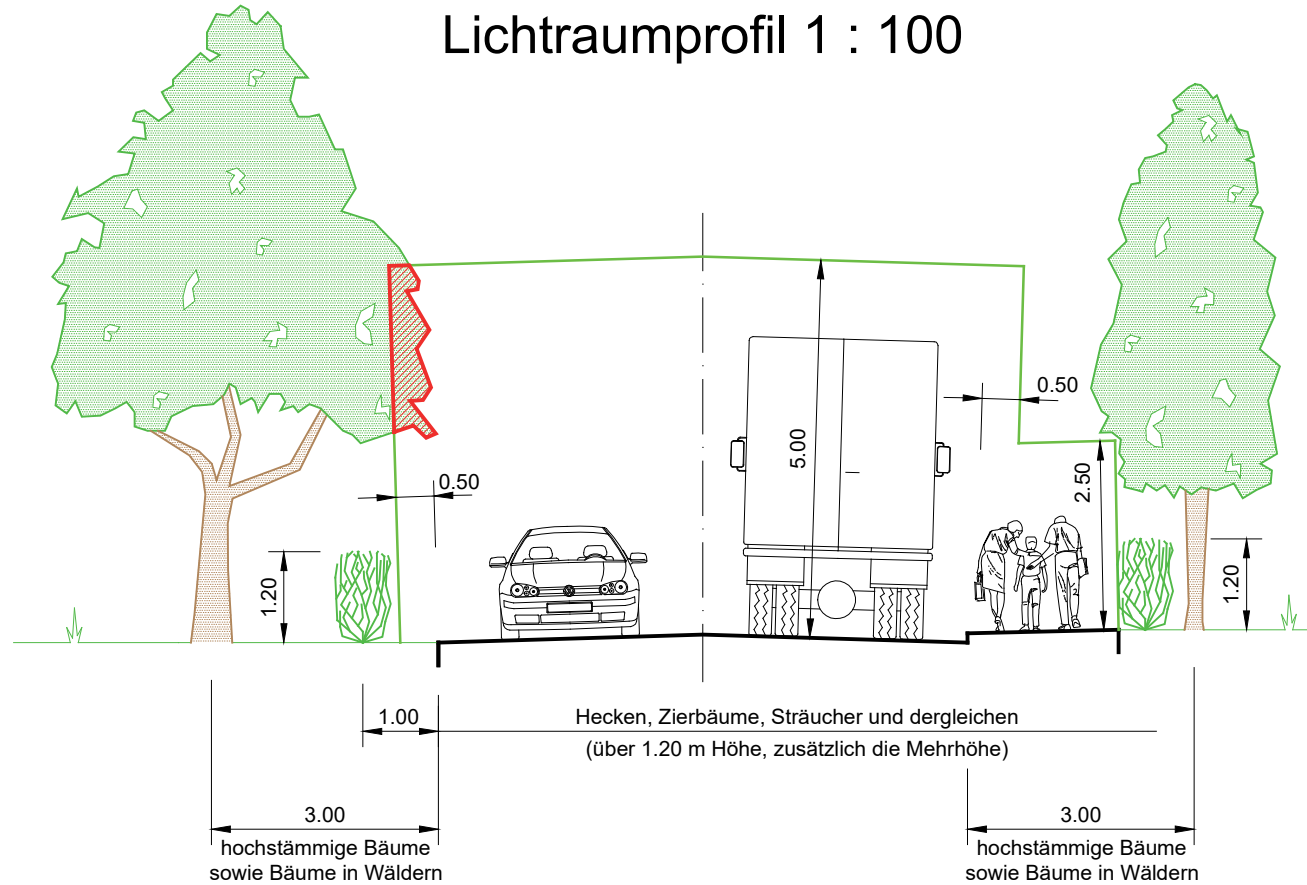 Lichtraumprofil 1 : 100
0.50
5.00
0.50
2.50
1.20
1.20
1.00
Hecken, Zierbäume, Sträucher und dergleichen
(über 1.20 m Höhe, zusätzlich die Mehrhöhe)
3.00
hochstämmige Bäume
sowie Bäume in Wäldern
3.00
hochstämmige Bäume
sowie Bäume in Wäldern